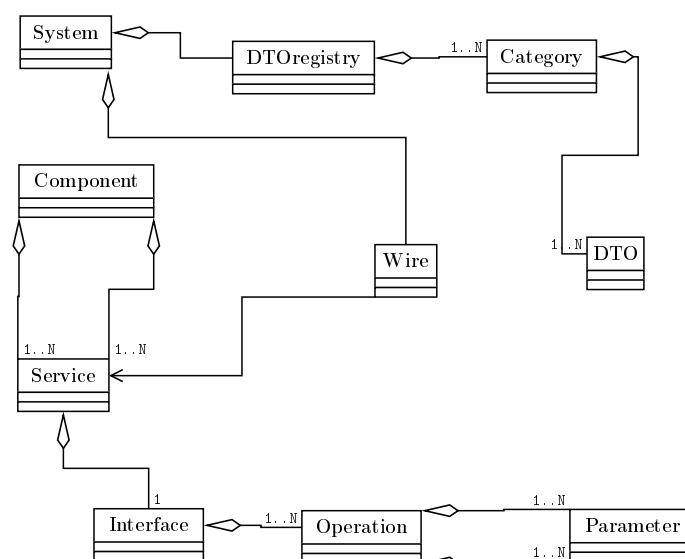 System
DTOregistry
1..N
Category
Component
1..N
DTO
Wire
1..N
1..N
Service
1
Interface
1..N
Operation
1..N
Parameter
1..N